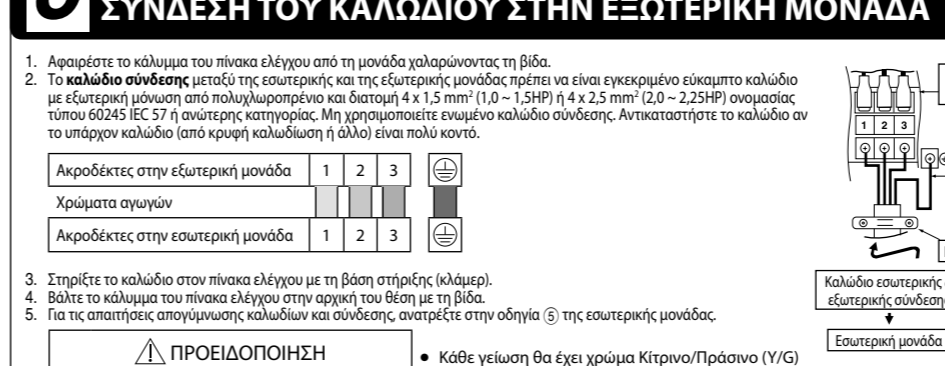 ΣΥΝΔΕΣΗ ΤΟΥ ΚΑΛΩΔΙΟΥ ΣΤΗΝ ΕΞΩΤΕΡΙΚΗ ΜΟΝΑΔΑ
1. Αφαιρέστε το κάλυμμα του πίνακα ελέγχου από τη μονάδα χαλαρώνοντας τη βίδα.
2. Το καλώδιο σύνδεσης μεταξύ της εσωτερικής και της εξωτερικής μονάδας πρέπει να είναι εγκεκριμένο εύκαμπτο καλώδιο
με εξωτερική μόνωση από πολυχλωροπρένιο και διατομή 4 x 1,5 mm² (1,0 ~ 1,5HP) ή 4 x 2,5 mm² (2,0 ~ 2,25HP) ονομασίας
τύπου 60245 IEC 57 ή ανώτερης κατηγορίας. Μη χρησιμοποιείτε ενωμένο καλώδιο σύνδεσης. Αντικαταστήστε το καλώδιο αν
το υπάρχον καλώδιο (από κρυφή καλωδίωση ή άλλο) είναι πολύ κοντό.
Ακροδέκτες στην εξωτερική μονάδα 1 2 3
Χρώματα αγωγών
Ακροδέκτες στην εσωτερική μονάδα 1 2 3
1 2 3
3. Στηρίξτε το καλώδιο στον πίνακα ελέγχου με τη βάση στήριξης (κλάμερ).
4. Βάλτε το κάλυμμα του πίνακα ελέγχου στην αρχική του θέση με τη βίδα.
5. Για τις απαιτήσεις απογύμνωσης καλωδίων και σύνδεσης, ανατρέξτε στην οδηγία ⑤ της εσωτερικής μονάδας.
Καλώδιο εσωτερικής
εξωτερικής σύνδεσης
Εσωτερική μονάδα
⚠ ΠΡΟΕΙΔΟΠΟΙΗΣΗ
• Κάθε γείωση θα έχει χρώμα Κίτρινο/Πράσινο (Y/G)